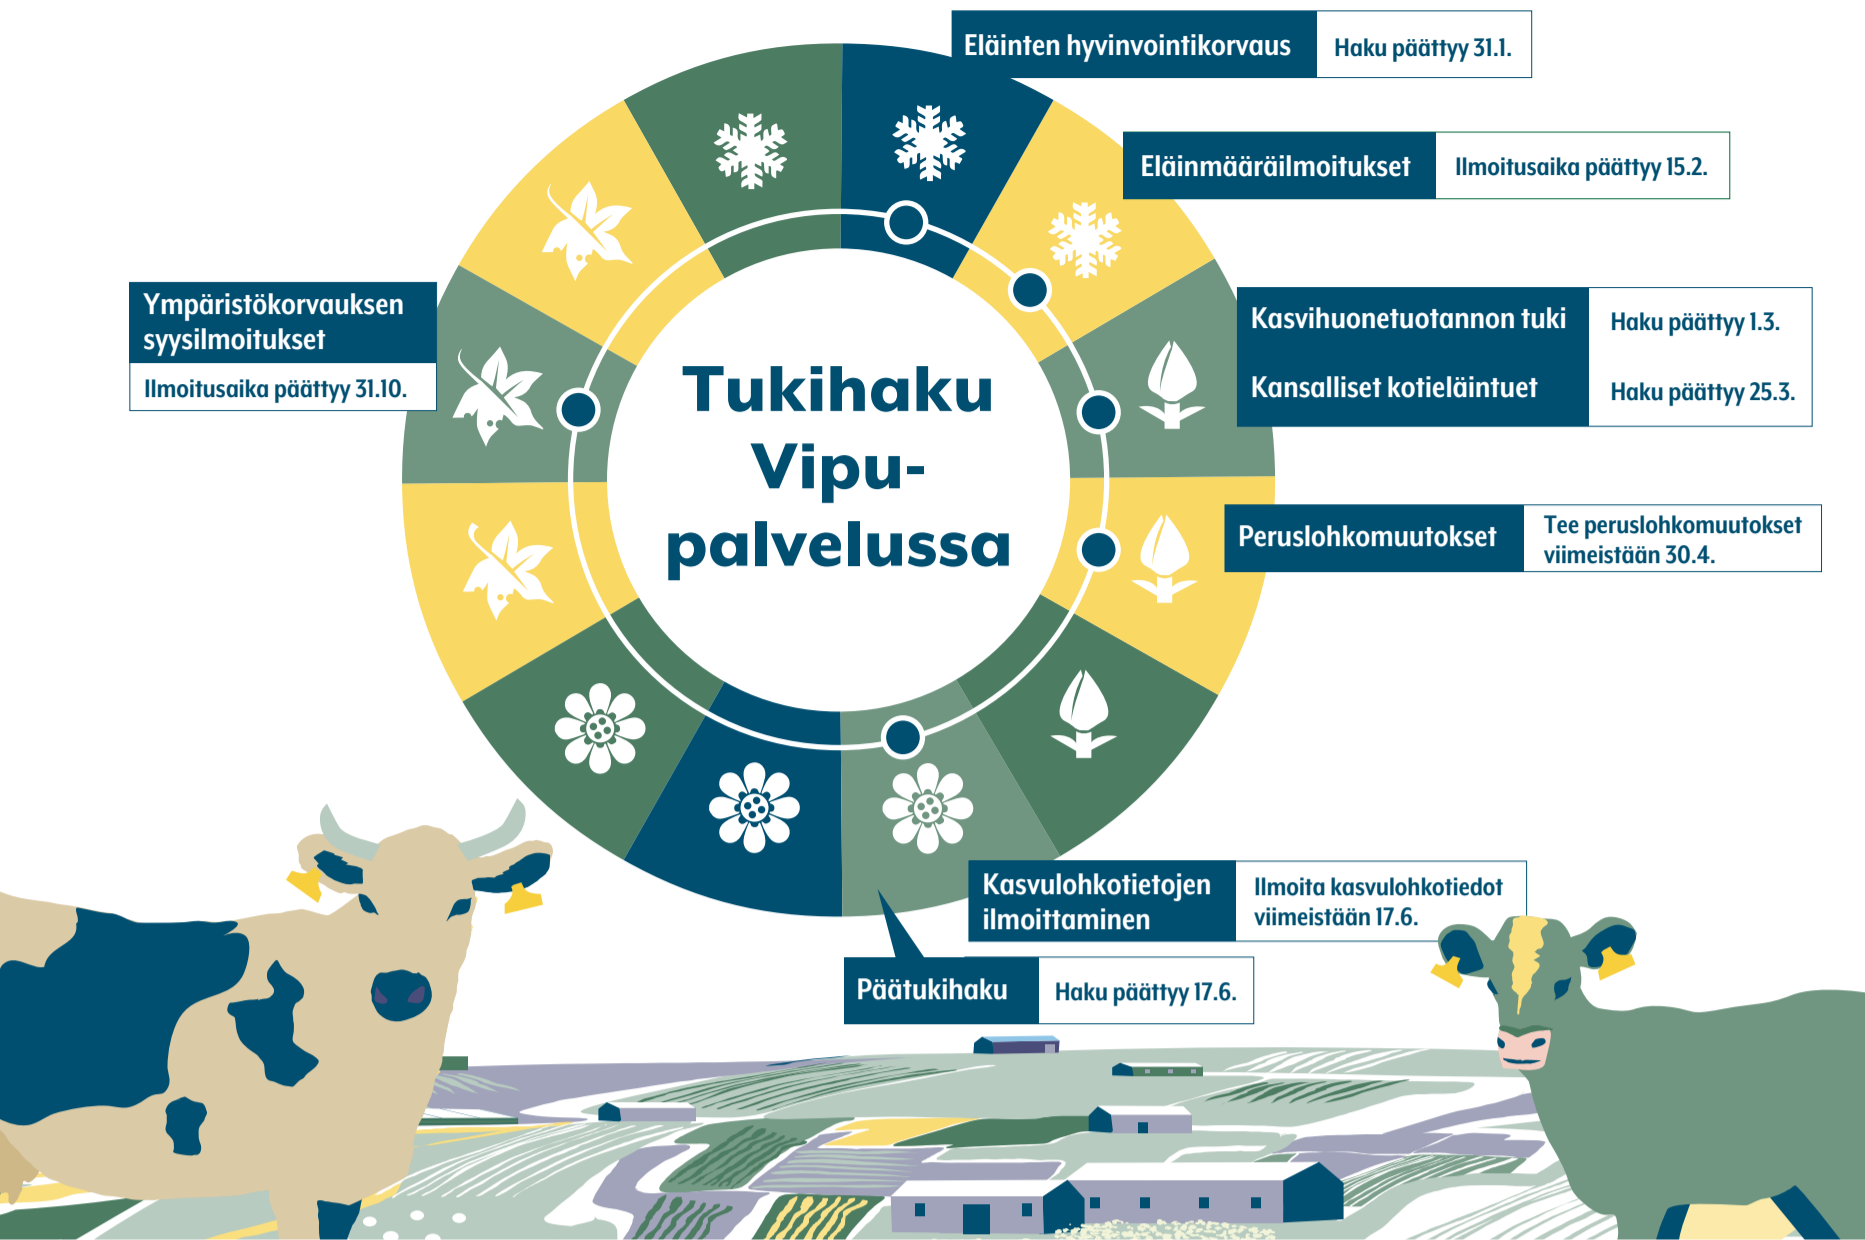 Eläinten hyvinvointikorvaus
Haku päättyy 31.1.
Eläinmääräilmoitukset
Ilmoitusaika päättyy 15.2.
Kasvihuonetuotannon tuki
Haku päättyy 1.3.
Kansalliset kotieläintuet
Haku päättyy 25.3.
Peruslohkomuutokset
Tee peruslohkomuutokset
viimeistään 30.4.
Kasvulohkotietojen
ilmoittaminen
Ilmoita kasvulohkotiedot
viimeistään 17.6.
Päätukihaku
Haku päättyy 17.6.
Ympäristökorvauksen
syysilmoitukset
Ilmoitusaika päättyy 31.10.
Tukihaku
Vipu-
palvelussa